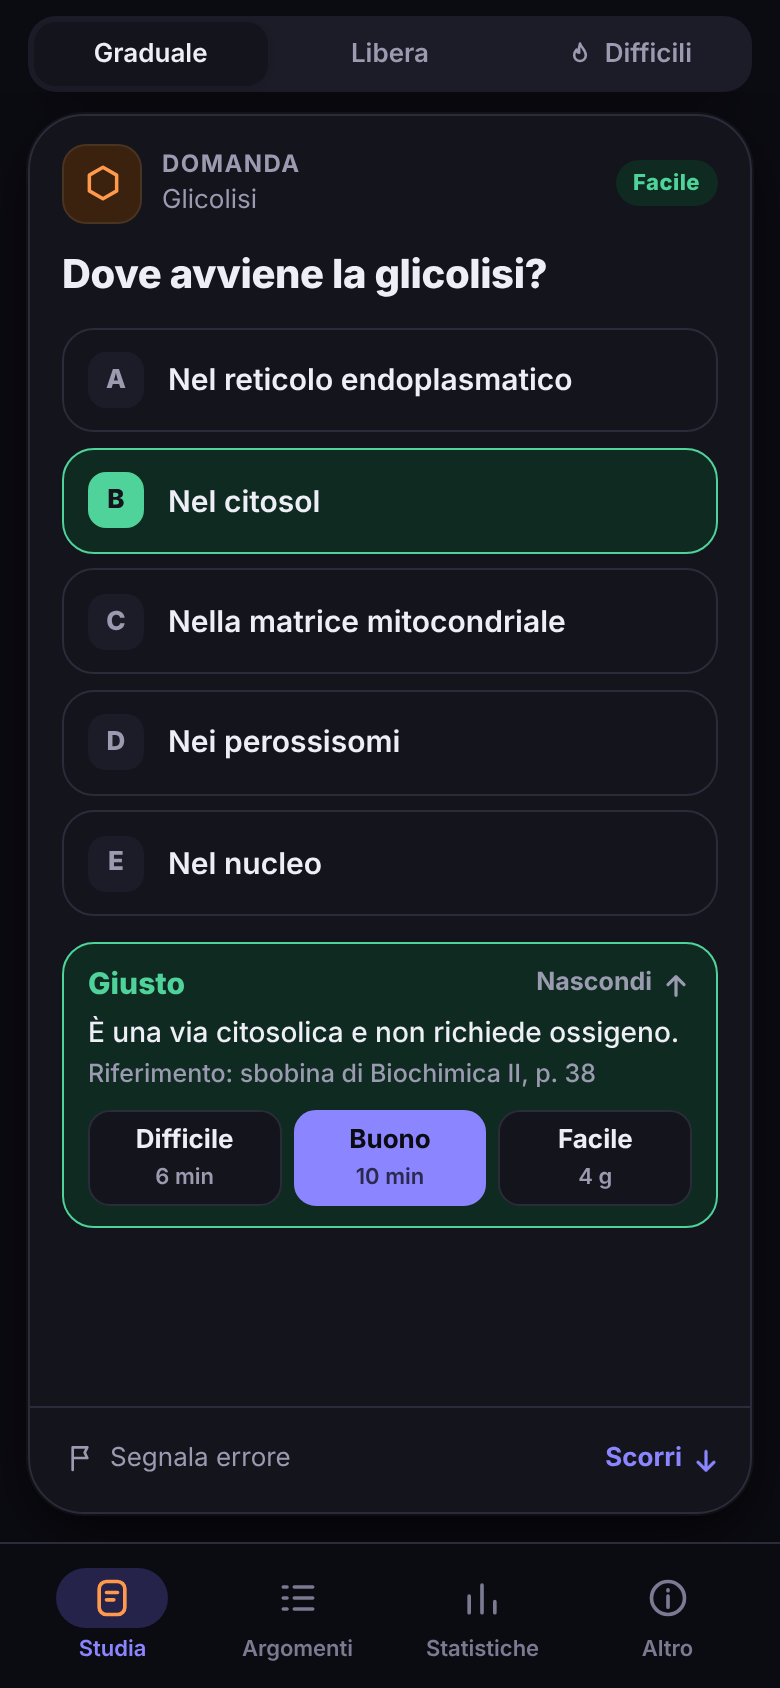 Graduale
Libera
Difficili
DOMANDA
Glicolisi
Facile
Dove avviene la glicolisi?
A
Nel reticolo endoplasmatico
B
Nel citosol
C
Nella matrice mitocondriale
D
Nei perossisomi
E
Nel nucleo
Giusto
Nascondi
È una via citosolica e non richiede ossigeno.
Riferimento: sbobina di Biochimica II, p. 38
Difficile
6 min
Buono
10 min
Facile
4 g
Segnala errore
Scorri
Studia
Argomenti
Statistiche
Altro